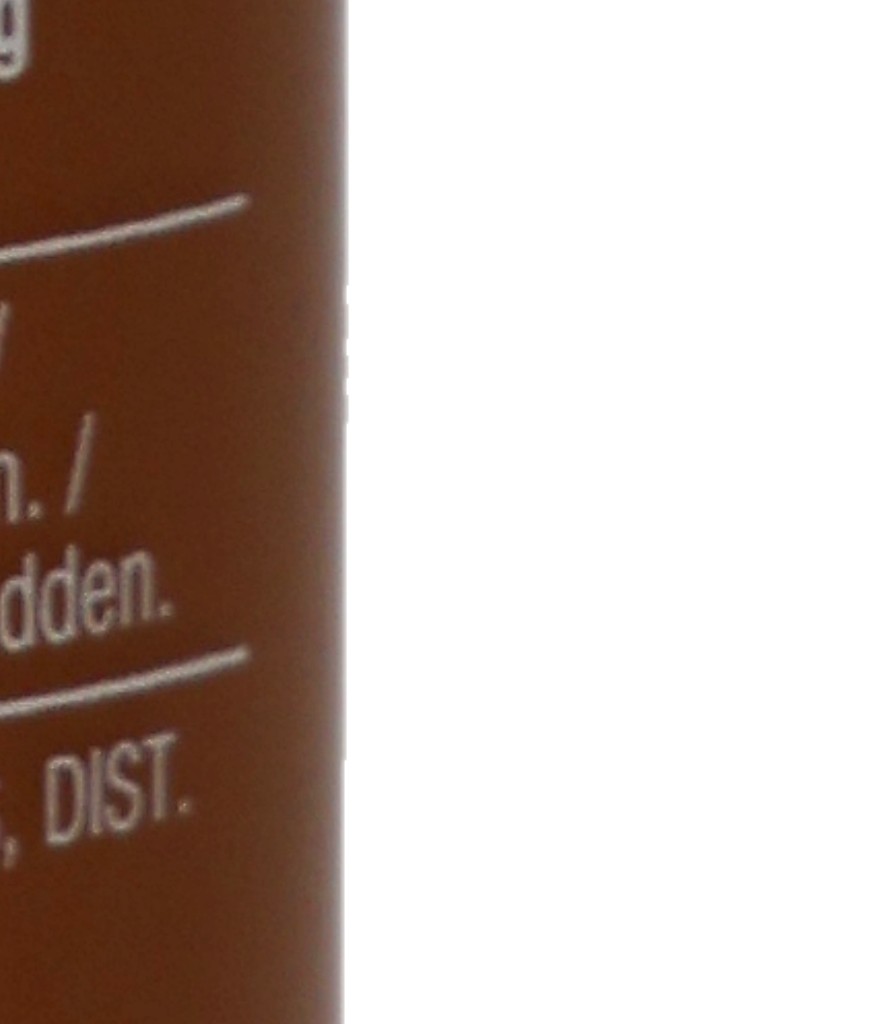 g
/
n. /
dden.
, DIST.